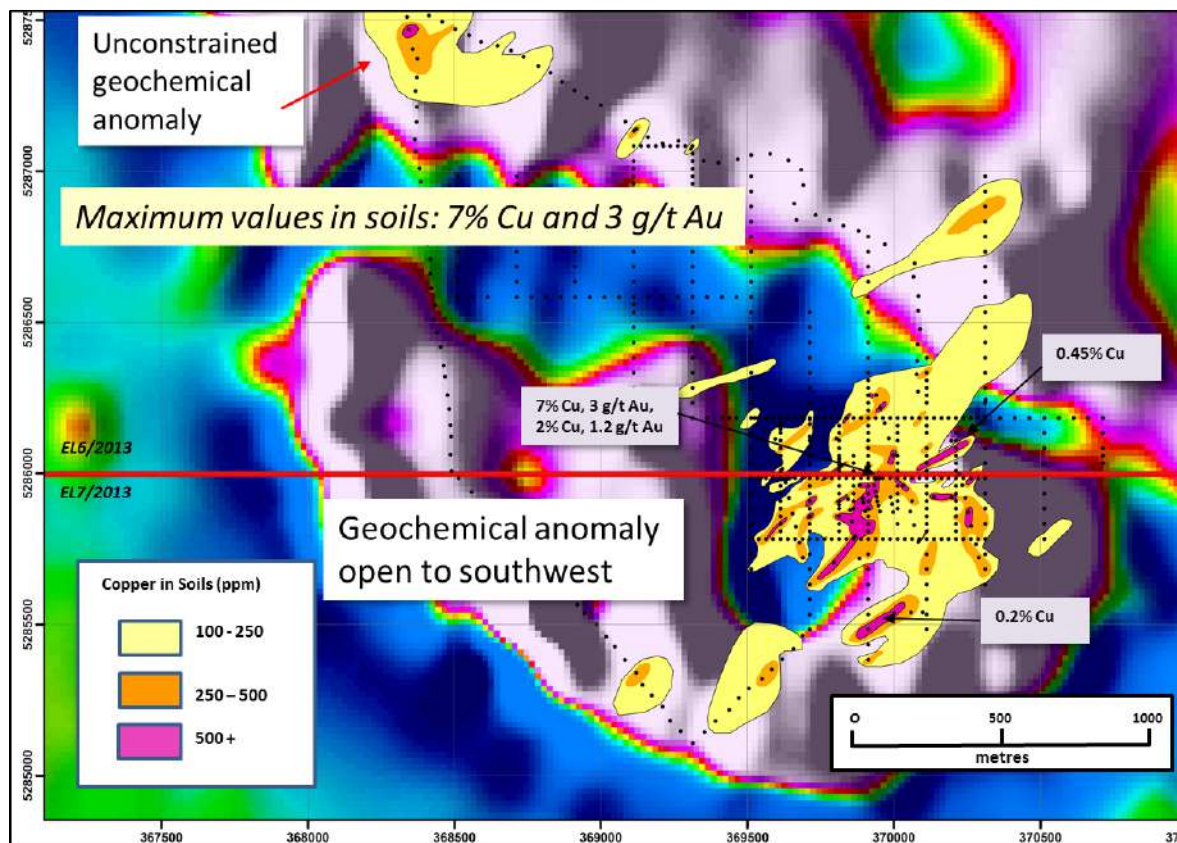 Unconstrained
geochemical
anomaly
Maximum values in soils: 7% Cu and 3 g/t Au
0.45% Cu
7% Cu, 3 g/t Au,
2% Cu, 1.2 g/t Au
EL6/2013
EL7/2013
Geochemical anomaly
open to southwest
0.2% Cu
Copper in Soils (ppm)
100 - 250
250 – 500
500 +
0 500 1000
metres
5287000
5286500
5286000
5285500
5285000
367500 368000 368500 369000 369500 370000 370500